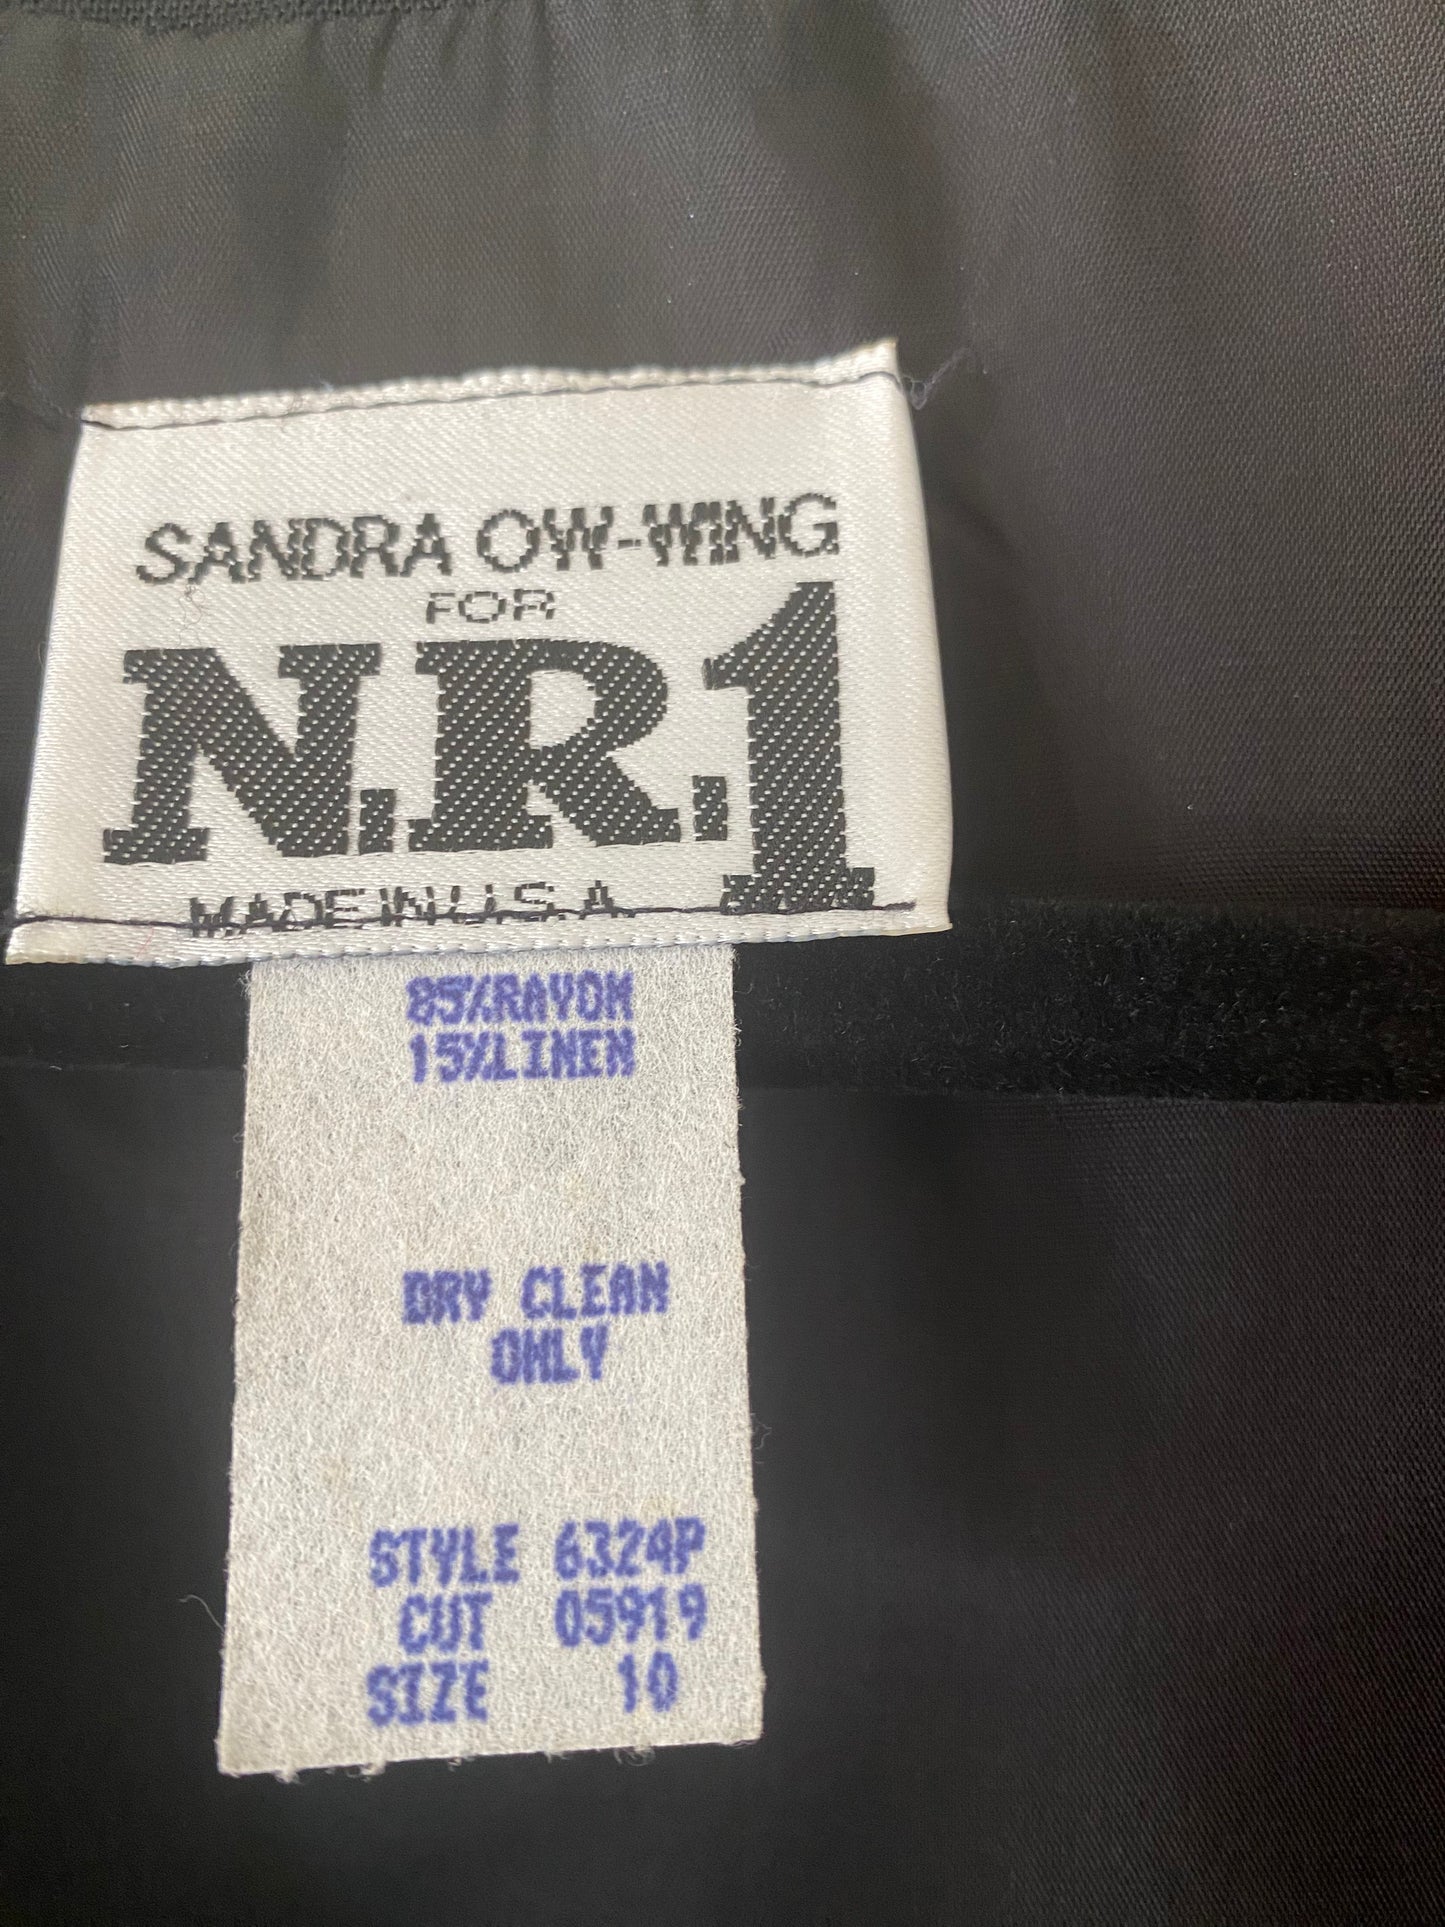 SANDRA OW-WING
FOR
N.R.1
MADE IN U.S.A.
85%RAYON
15%LINEN
DRY CLEAN
ONLY
STYLE 6324P
CUT 05919
SIZE 10